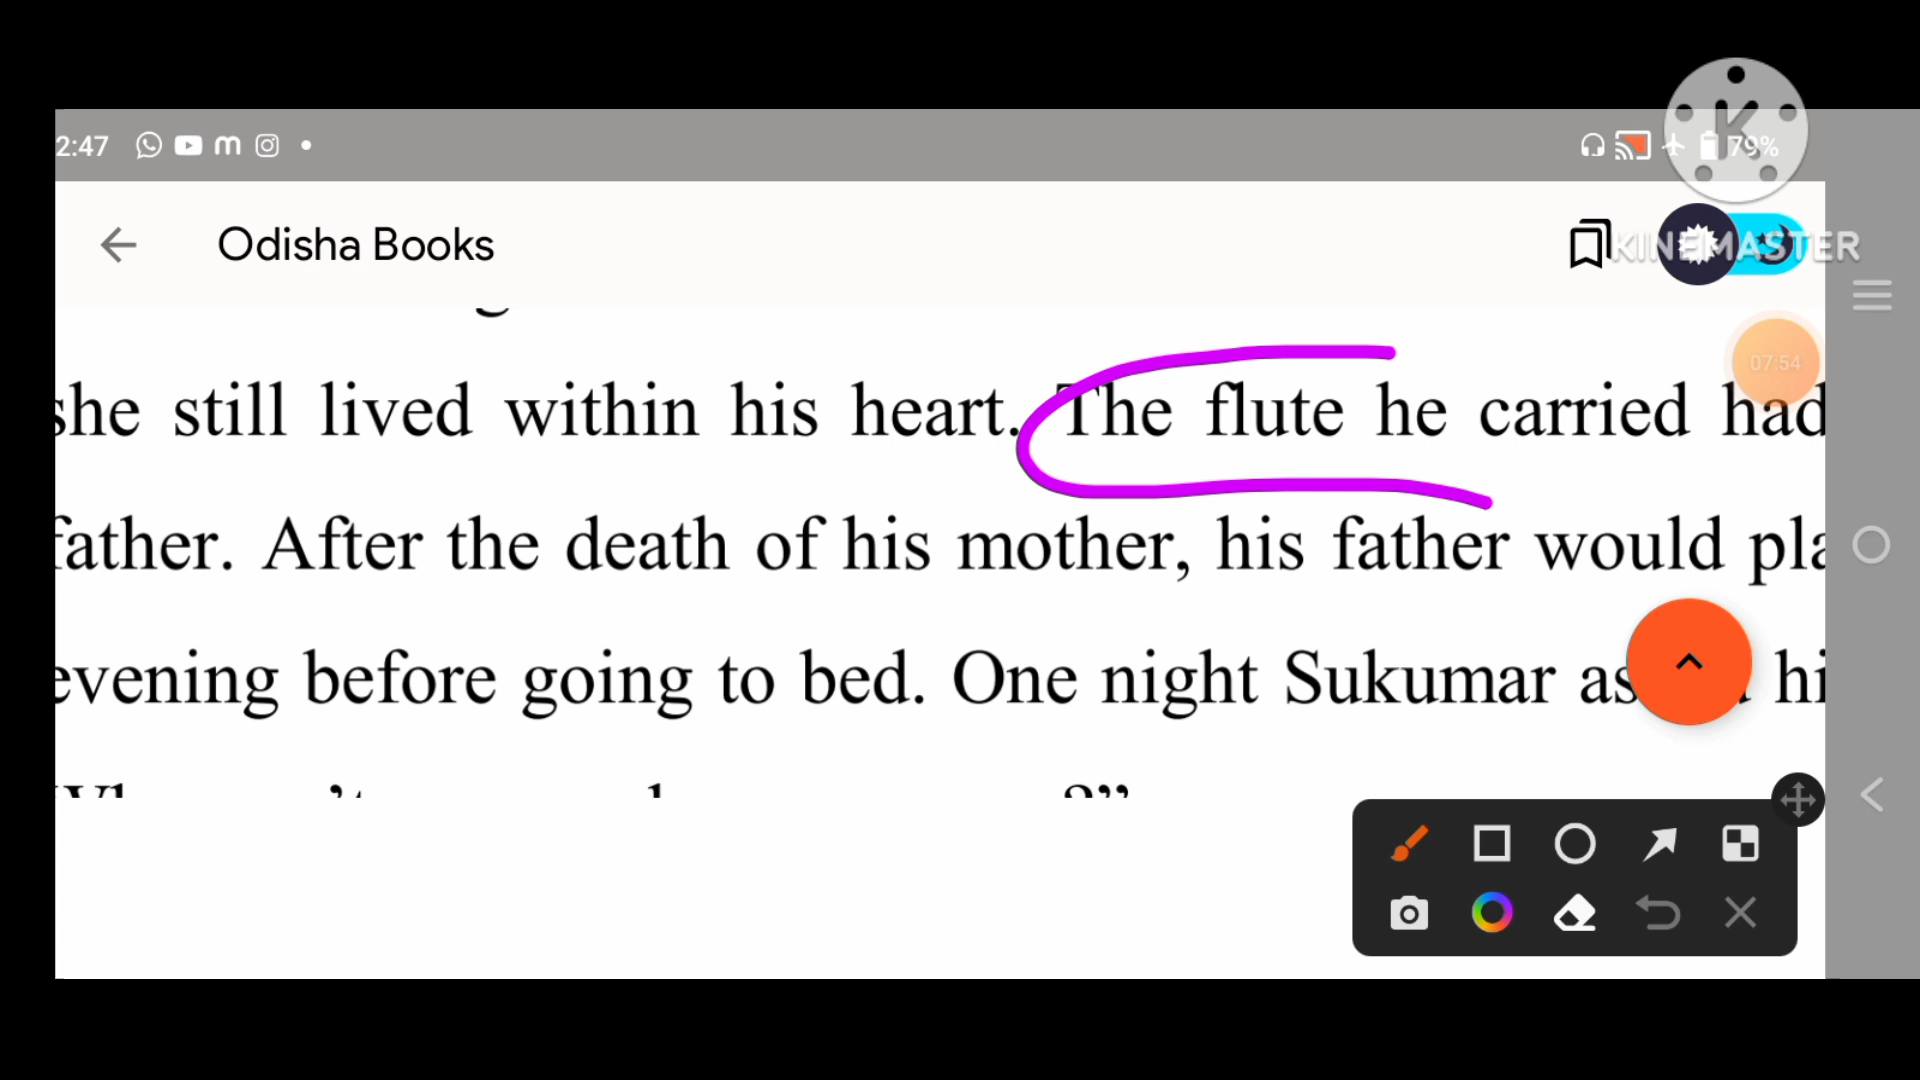 2:47 79%
Odisha Books
KINEMASTER
07:54
she still lived within his heart. The flute he carried had
father. After the death of his mother, his father would pla
evening before going to bed. One night Sukumar as hi